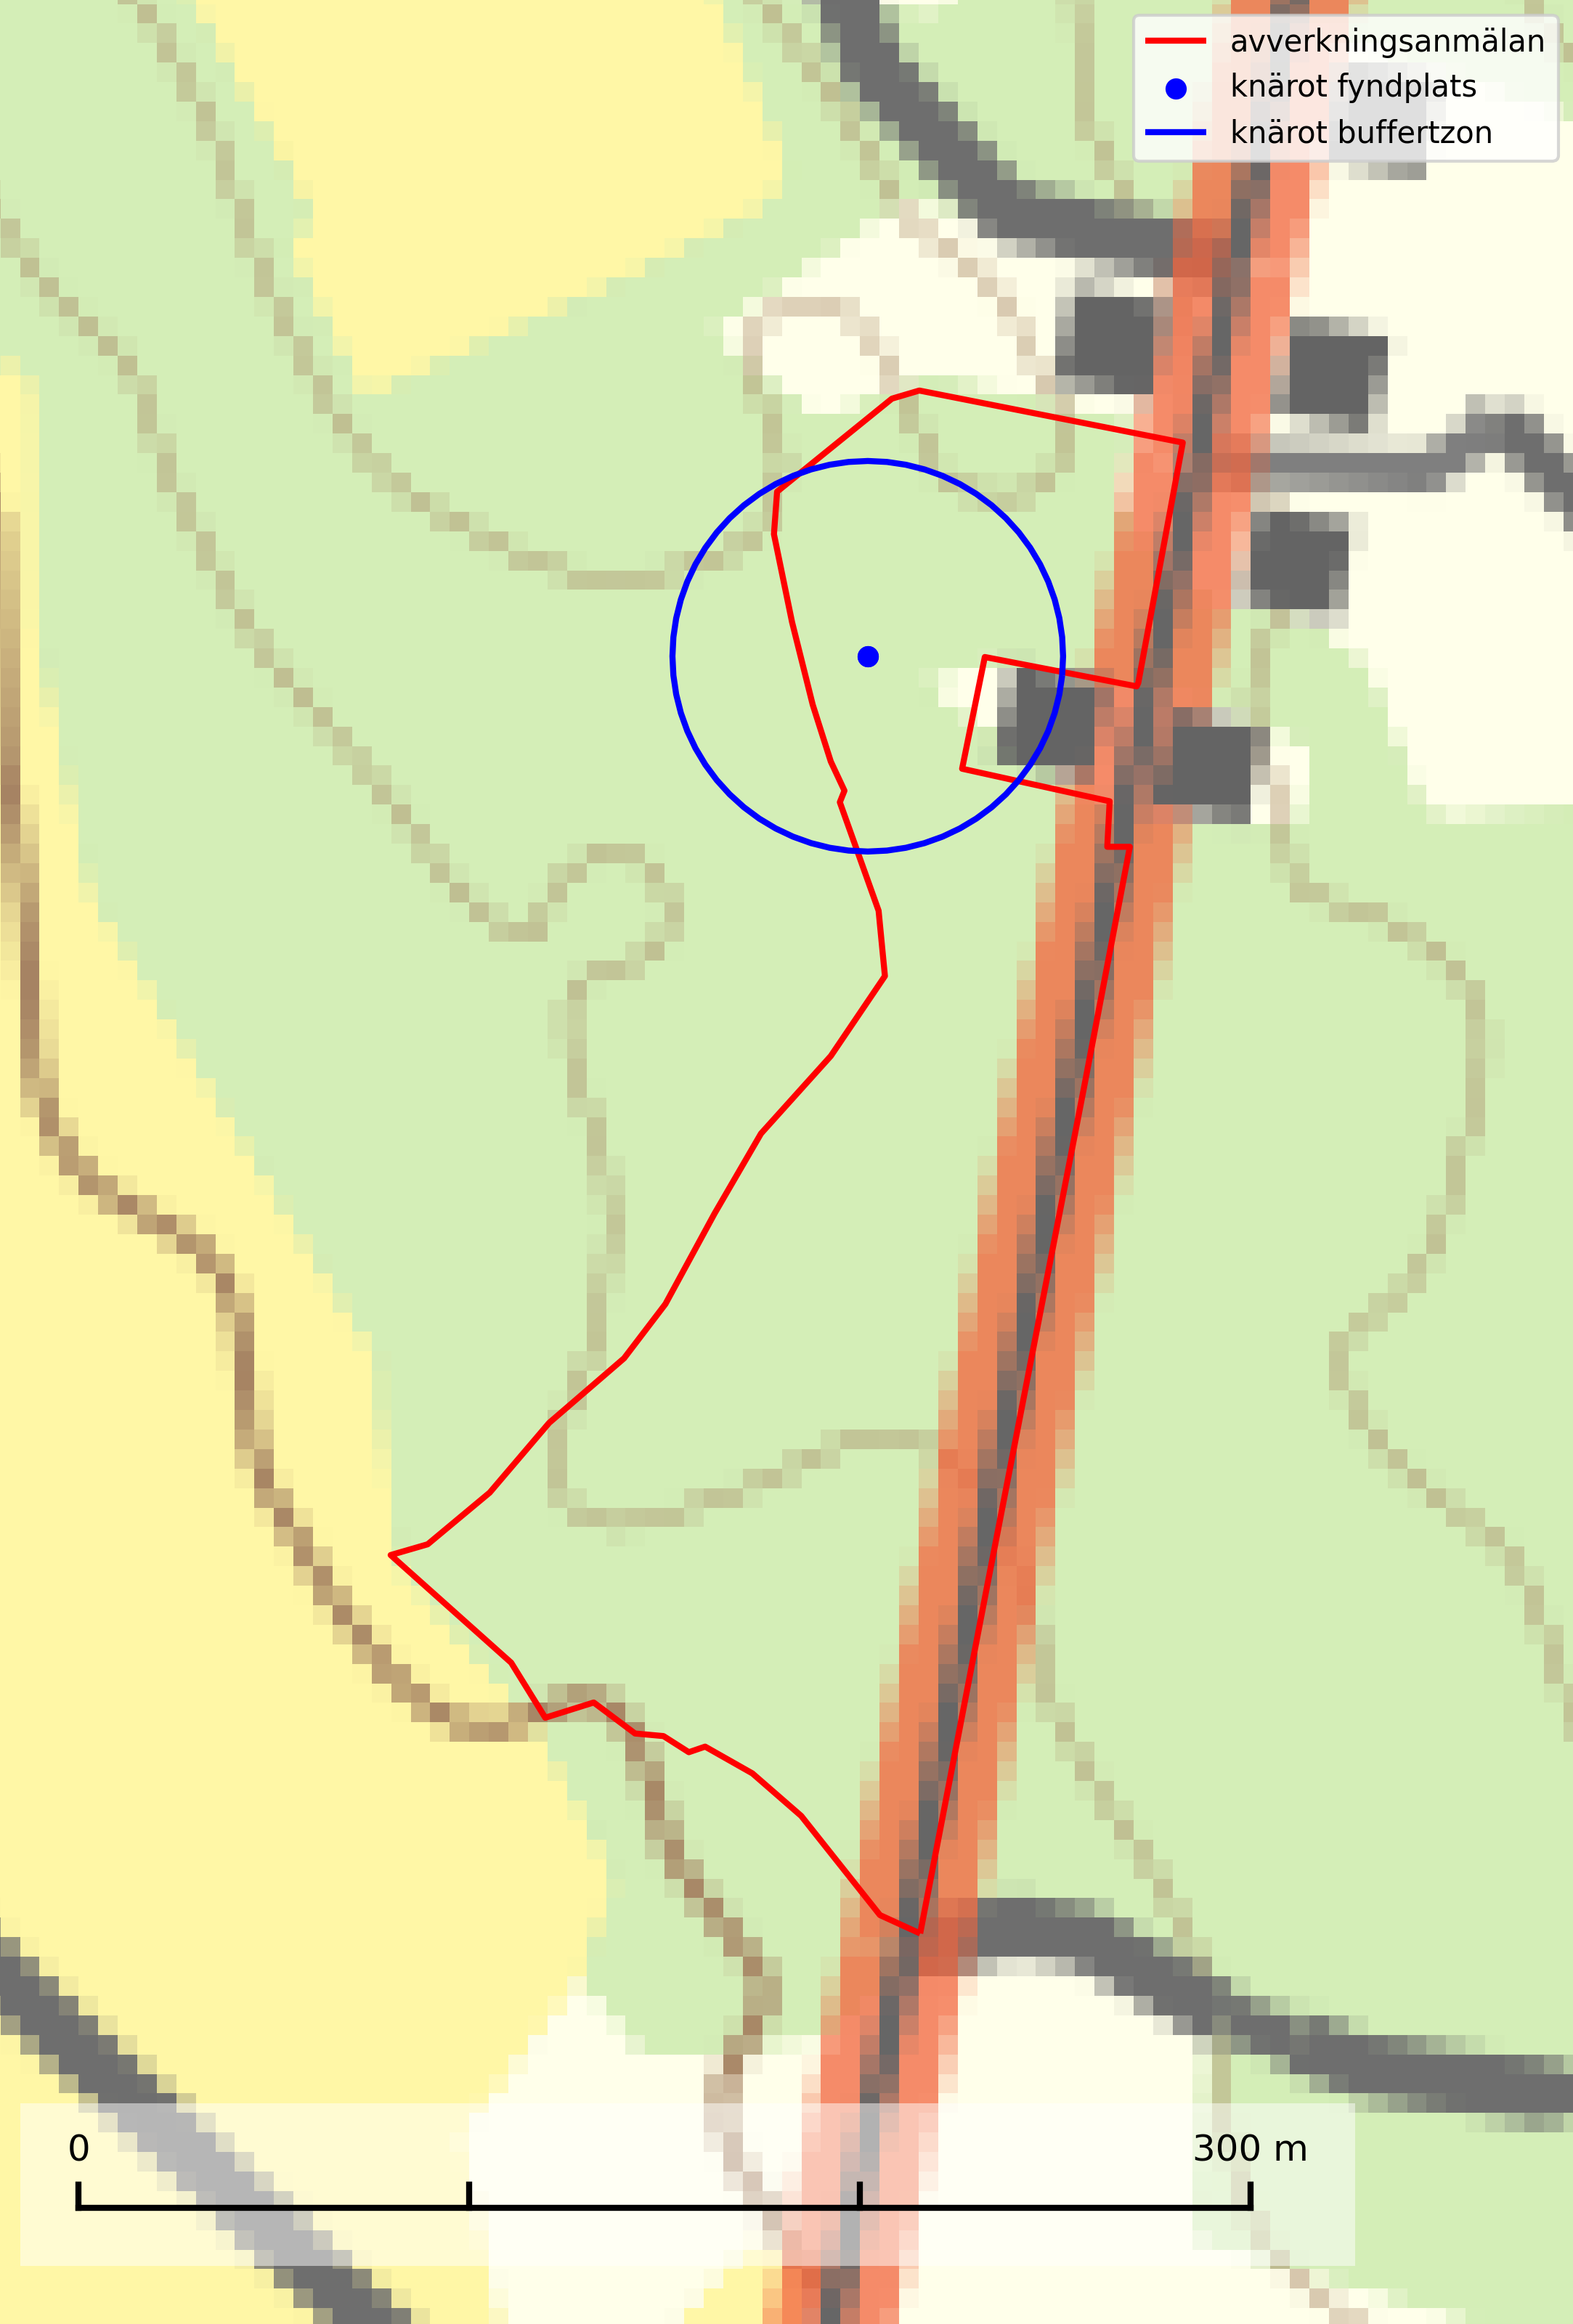 avverkningsanmälan
knärot fyndplats
knärot buffertzon
0
300 m